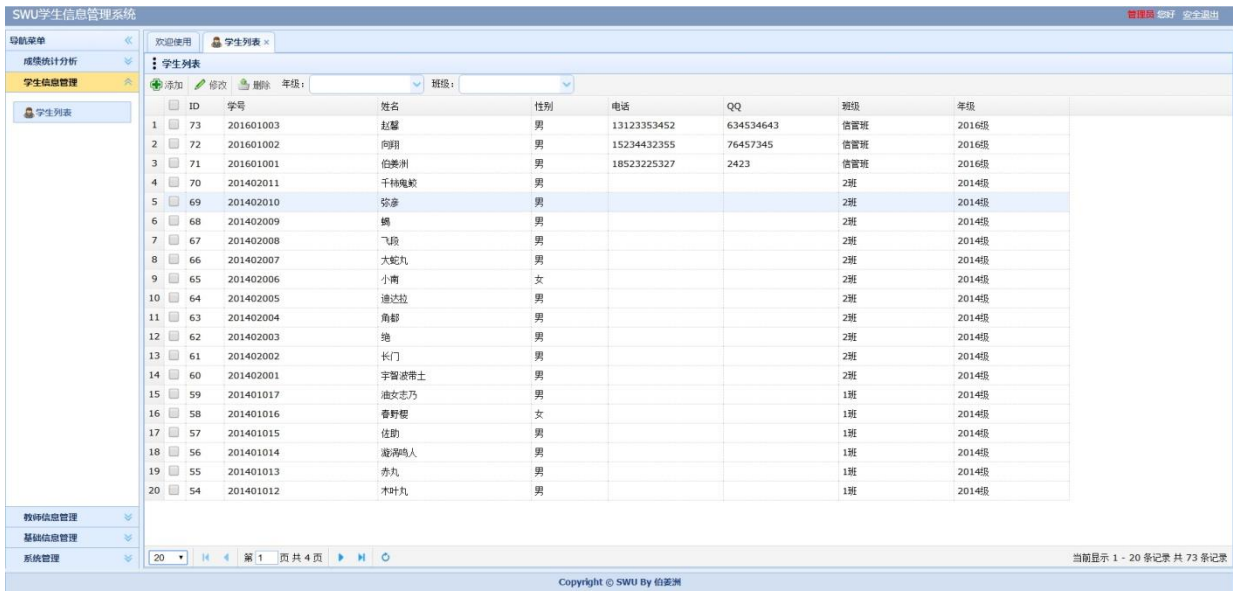 SWU学生信息管理系统 管理员 您好 安全退出
导航菜单 欢迎使用 学生列表 ×
成绩统计分析 学生列表
学生信息管理 添加 修改 删除 年级: 班级:
学生列表
ID 学号 姓名 性别 电话 QQ 班级 年级
1 73 201601003 赵馨 男 13123353452 634534643 信管班 2016级
2 72 201601002 向翔 男 15234432355 76457345 信管班 2016级
3 71 201601001 伯姜洲 男 18523225327 2423 信管班 2016级
4 70 201402011 干柿鬼鲛 男 2班 2014级
5 69 201402010 弥彦 男 2班 2014级
6 68 201402009 蝎 男 2班 2014级
7 67 201402008 飞段 男 2班 2014级
8 66 201402007 大蛇丸 男 2班 2014级
9 65 201402006 小南 女 2班 2014级
10 64 201402005 迪达拉 男 2班 2014级
11 63 201402004 角都 男 2班 2014级
12 62 201402003 绝 男 2班 2014级
13 61 201402002 长门 男 2班 2014级
14 60 201402001 宇智波带土 男 2班 2014级
15 59 201401017 油女志乃 男 1班 2014级
16 58 201401016 春野樱 女 1班 2014级
17 57 201401015 佐助 男 1班 2014级
18 56 201401014 漩涡鸣人 男 1班 2014级
19 55 201401013 赤丸 男 1班 2014级
20 54 201401012 木叶丸 男 1班 2014级
教师信息管理
基础信息管理
系统管理 20 第 1 页 共 4 页 当前显示 1 - 20 条记录 共 73 条记录
Copyright © SWU By 伯姜洲